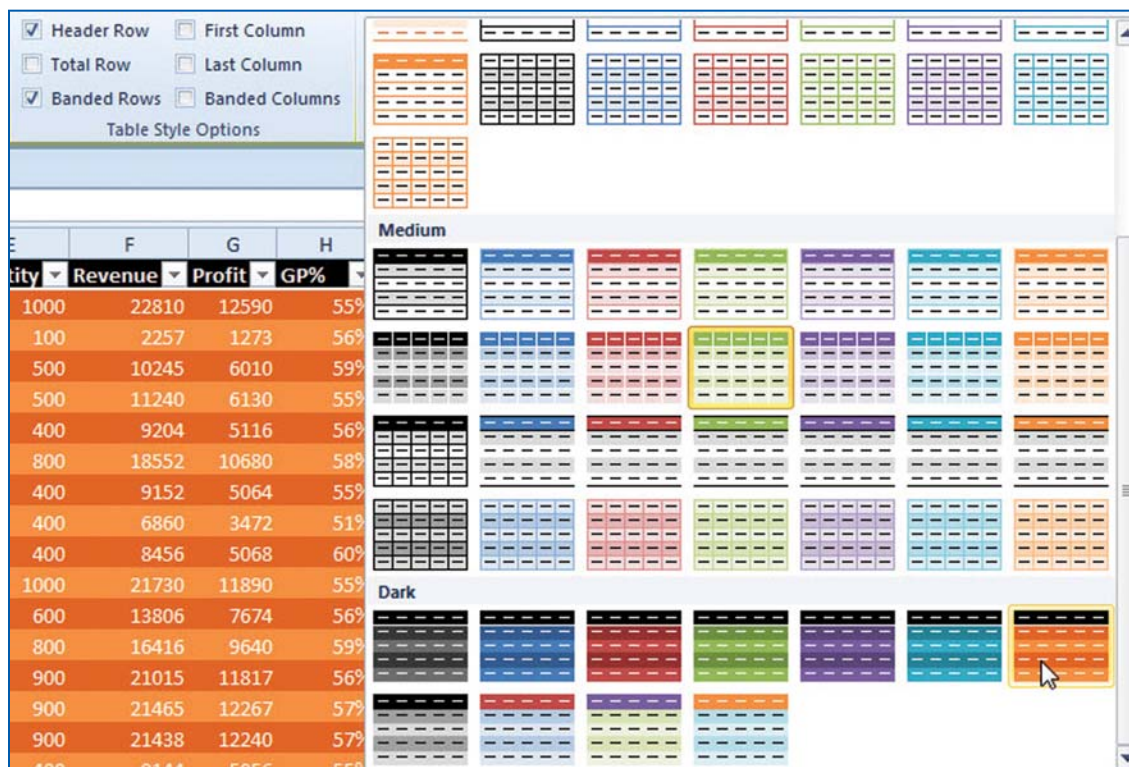 Header Row First Column
Total Row Last Column
Banded Rows Banded Columns
Table Style Options
Medium
F G H
tity Revenue Profit GP%
1000 22810 12590 55%
100 2257 1273 56%
500 10245 6010 59%
500 11240 6130 55%
400 9204 5116 56%
800 18552 10680 58%
400 9152 5064 55%
400 6860 3472 51%
400 8456 5068 60%
1000 21730 11890 55%
Dark
600 13806 7674 56%
800 16416 9640 59%
900 21015 11817 56%
900 21465 12267 57%
900 21438 12240 57%